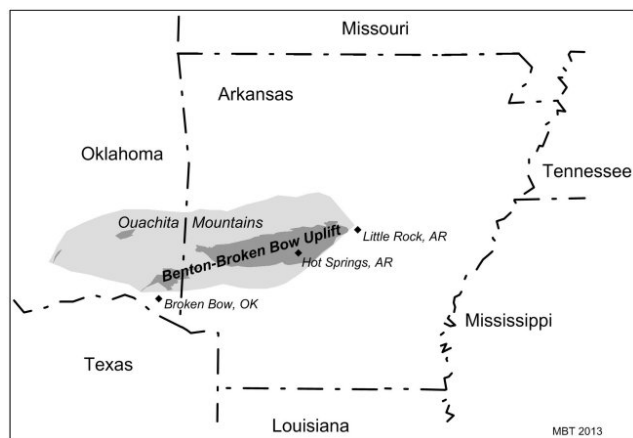 Missouri
Arkansas
Oklahoma
Tennessee
Ouachita Mountains
Benton-Broken Bow Uplift
Little Rock, AR
Hot Springs, AR
Broken Bow, OK
Mississippi
Texas
Louisiana
MBT 2013